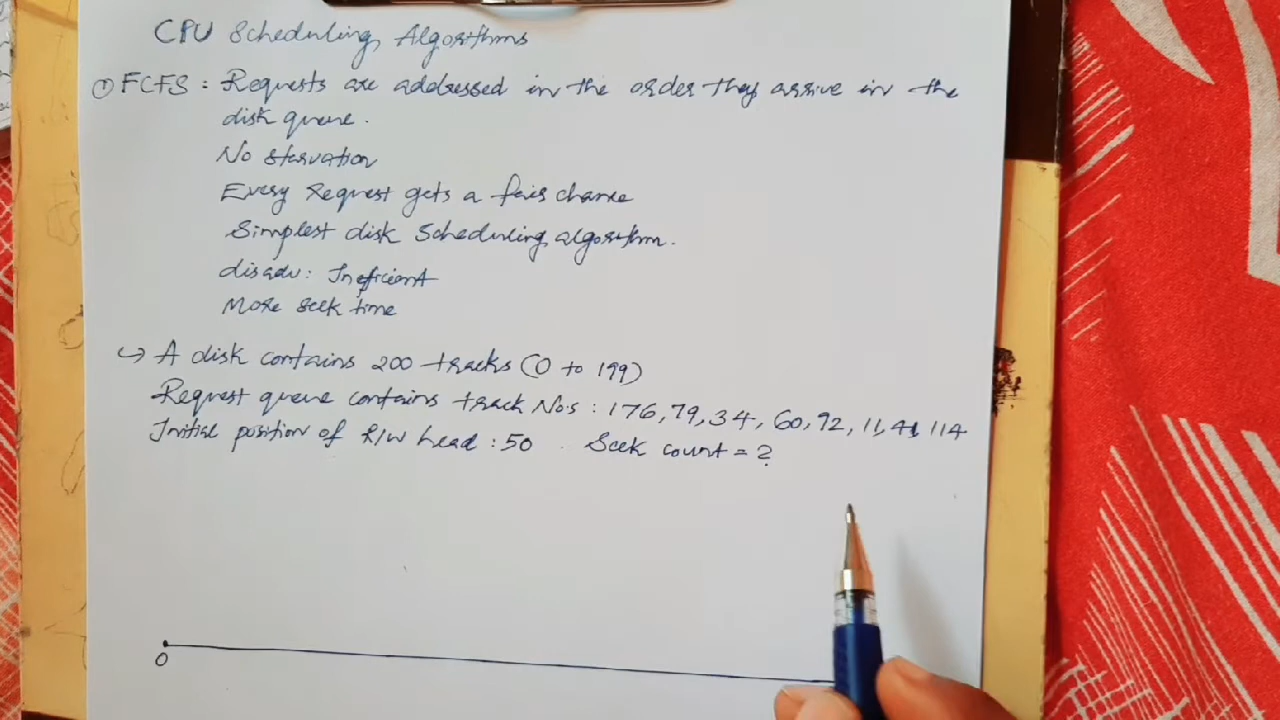 CPU Scheduling Algorithms
① FCFS : Requests are addressed in the order they arrive in the
disk queue.
No starvation
Every request gets a fair chance
Simplest disk scheduling algorithm.
disadv: Inefficient
More seek time
↪ A disk contains 200 tracks (0 to 199)
Request queue contains track No.s : 176, 79, 34, 60, 92, 11, 41, 114
Initial position of R/W head : 50 Seek count = ?
0